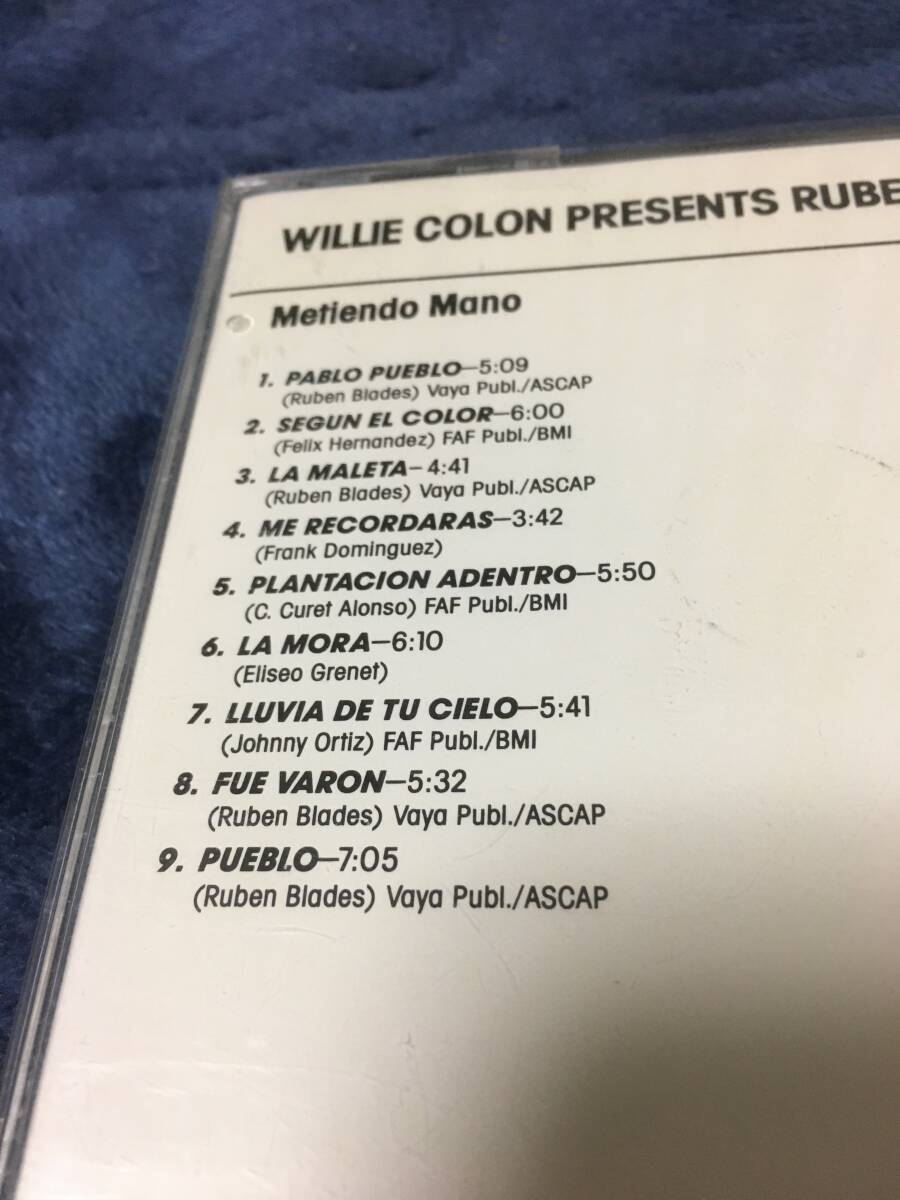 WILLIE COLON PRESENTS RUBE
Metiendo Mano
1. PABLO PUEBLO—5:09
(Ruben Blades) Vaya Publ./ASCAP
2. SEGUN EL COLOR—6:00
(Felix Hernandez) FAF Publ./BMI
3. LA MALETA—4:41
(Ruben Blades) Vaya Publ./ASCAP
4. ME RECORDARAS—3:42
(Frank Dominguez)
5. PLANTACION ADENTRO—5:50
(C. Curet Alonso) FAF Publ./BMI
6. LA MORA—6:10
(Eliseo Grenet)
7. LLUVIA DE TU CIELO—5:41
(Johnny Ortiz) FAF Publ./BMI
8. FUE VARON—5:32
(Ruben Blades) Vaya Publ./ASCAP
9. PUEBLO—7:05
(Ruben Blades) Vaya Publ./ASCAP